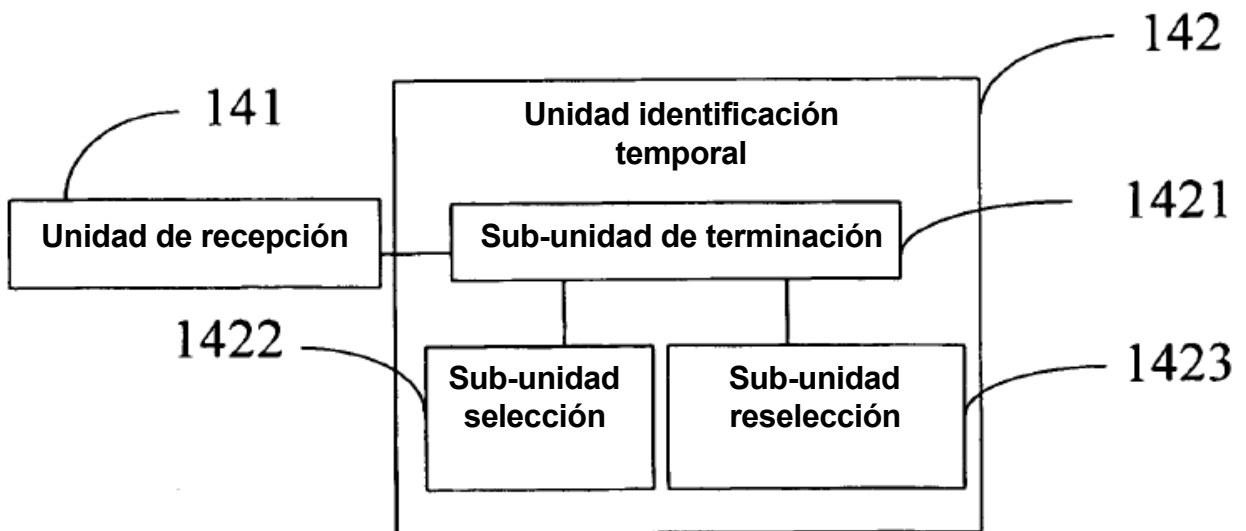 142
141
Unidad identificación
temporal
1421
Unidad de recepción
Sub-unidad de terminación
1422
1423
Sub-unidad
selección
Sub-unidad
reselección